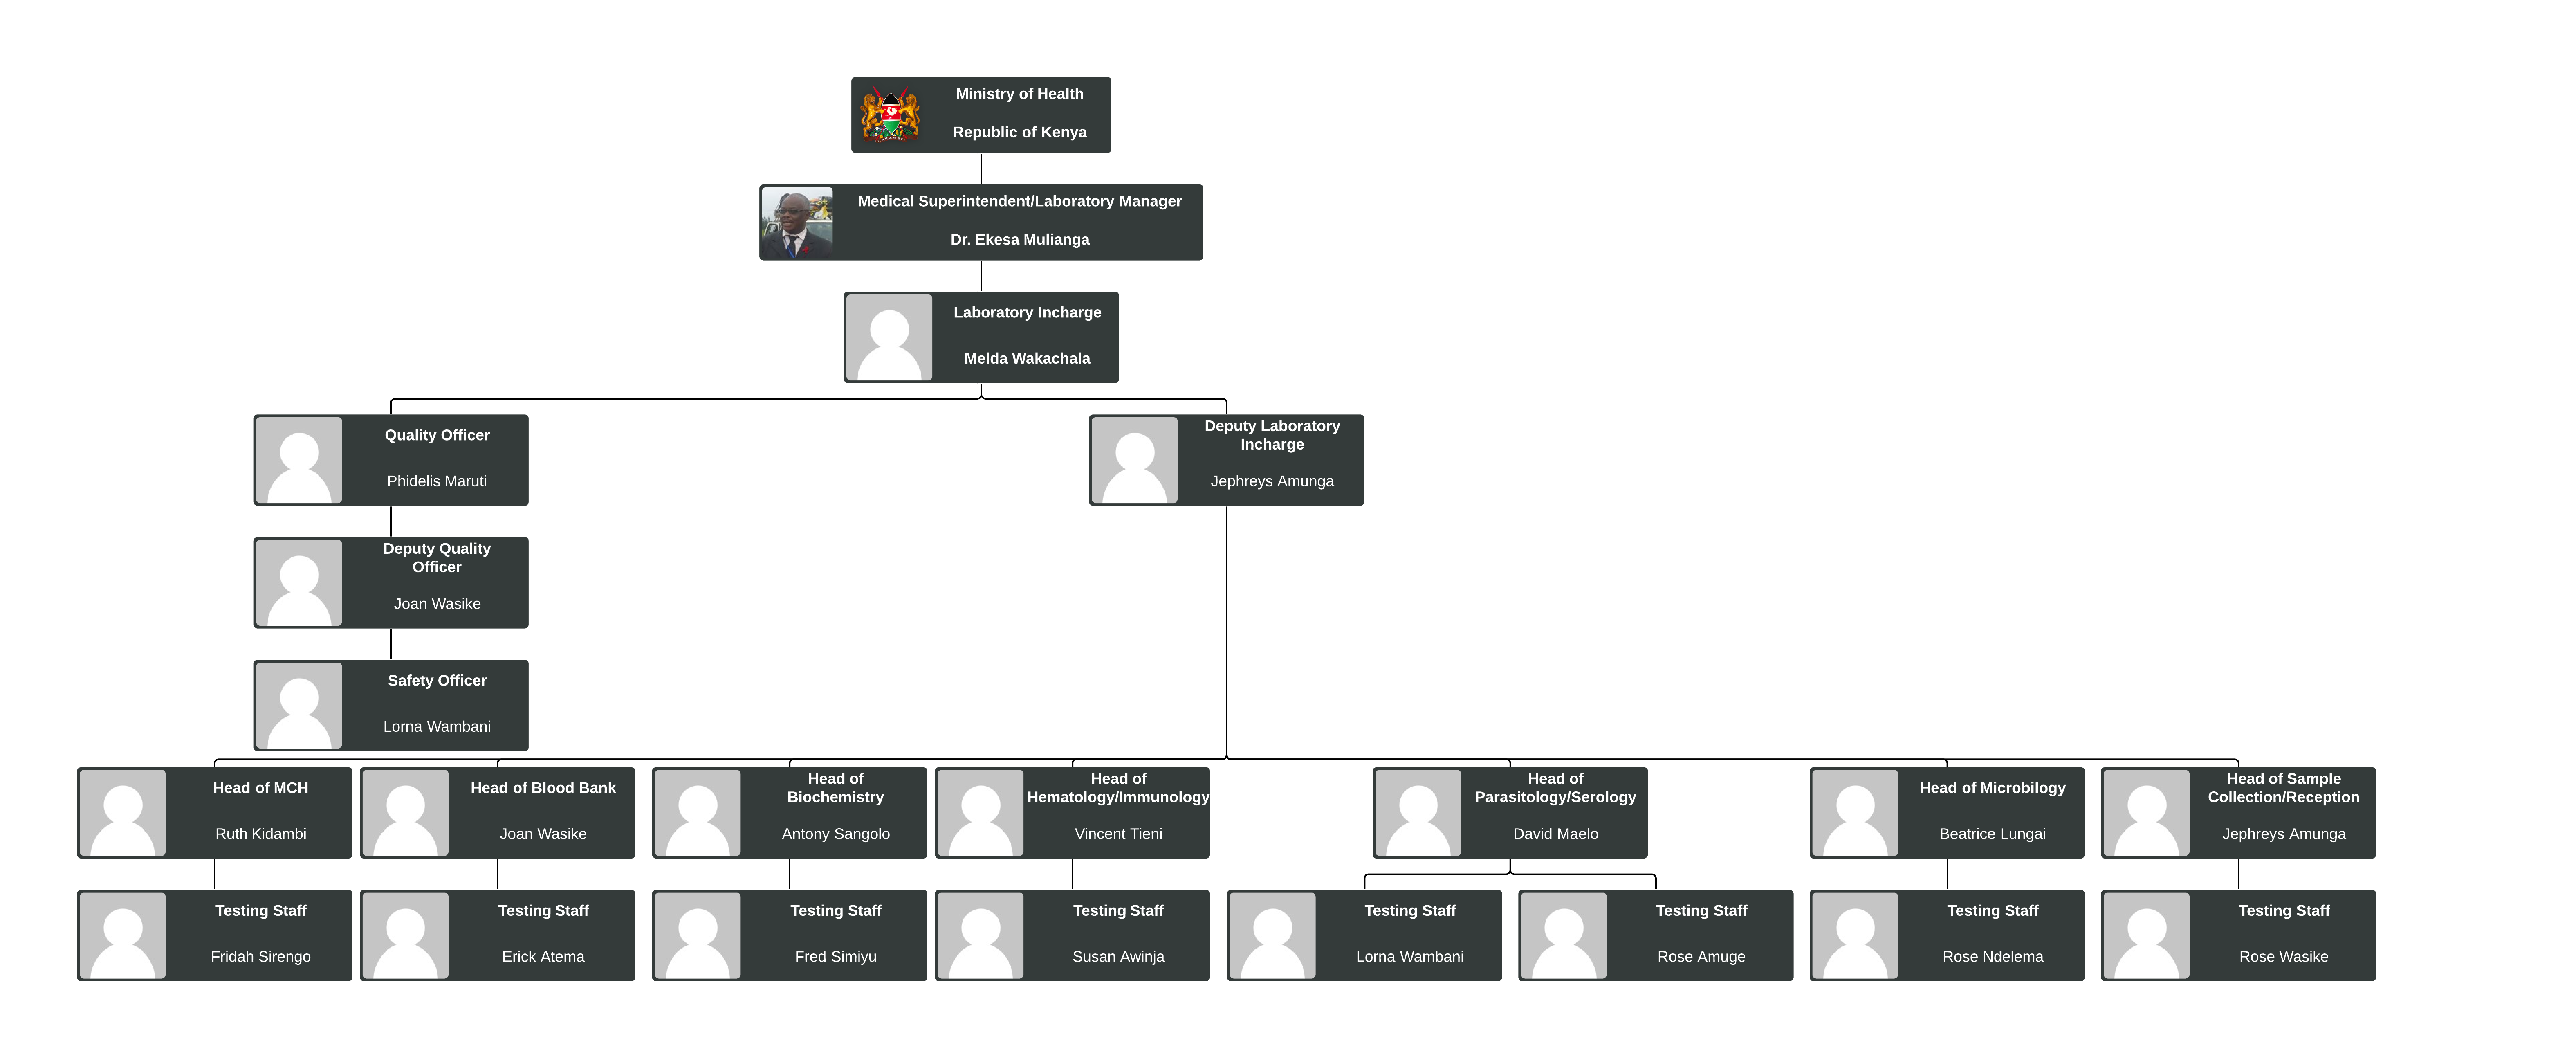 Ministry of Health
Republic of Kenya
Medical Superintendent/Laboratory Manager
Dr. Ekesa Mulianga
Laboratory Incharge
Melda Wakachala
Quality Officer
Phidelis Maruti
Deputy Laboratory
Incharge
Jephreys Amunga
Deputy Quality
Officer
Joan Wasike
Safety Officer
Lorna Wambani
Head of MCH
Ruth Kidambi
Head of Blood Bank
Joan Wasike
Head of
Biochemistry
Antony Sangolo
Head of
Hematology/Immunology
Vincent Tieni
Head of
Parasitology/Serology
David Maelo
Head of Microbilogy
Beatrice Lungai
Head of Sample
Collection/Reception
Jephreys Amunga
Testing Staff
Fridah Sirengo
Testing Staff
Erick Atema
Testing Staff
Fred Simiyu
Testing Staff
Susan Awinja
Testing Staff
Lorna Wambani
Testing Staff
Rose Amuge
Testing Staff
Rose Ndelema
Testing Staff
Rose Wasike